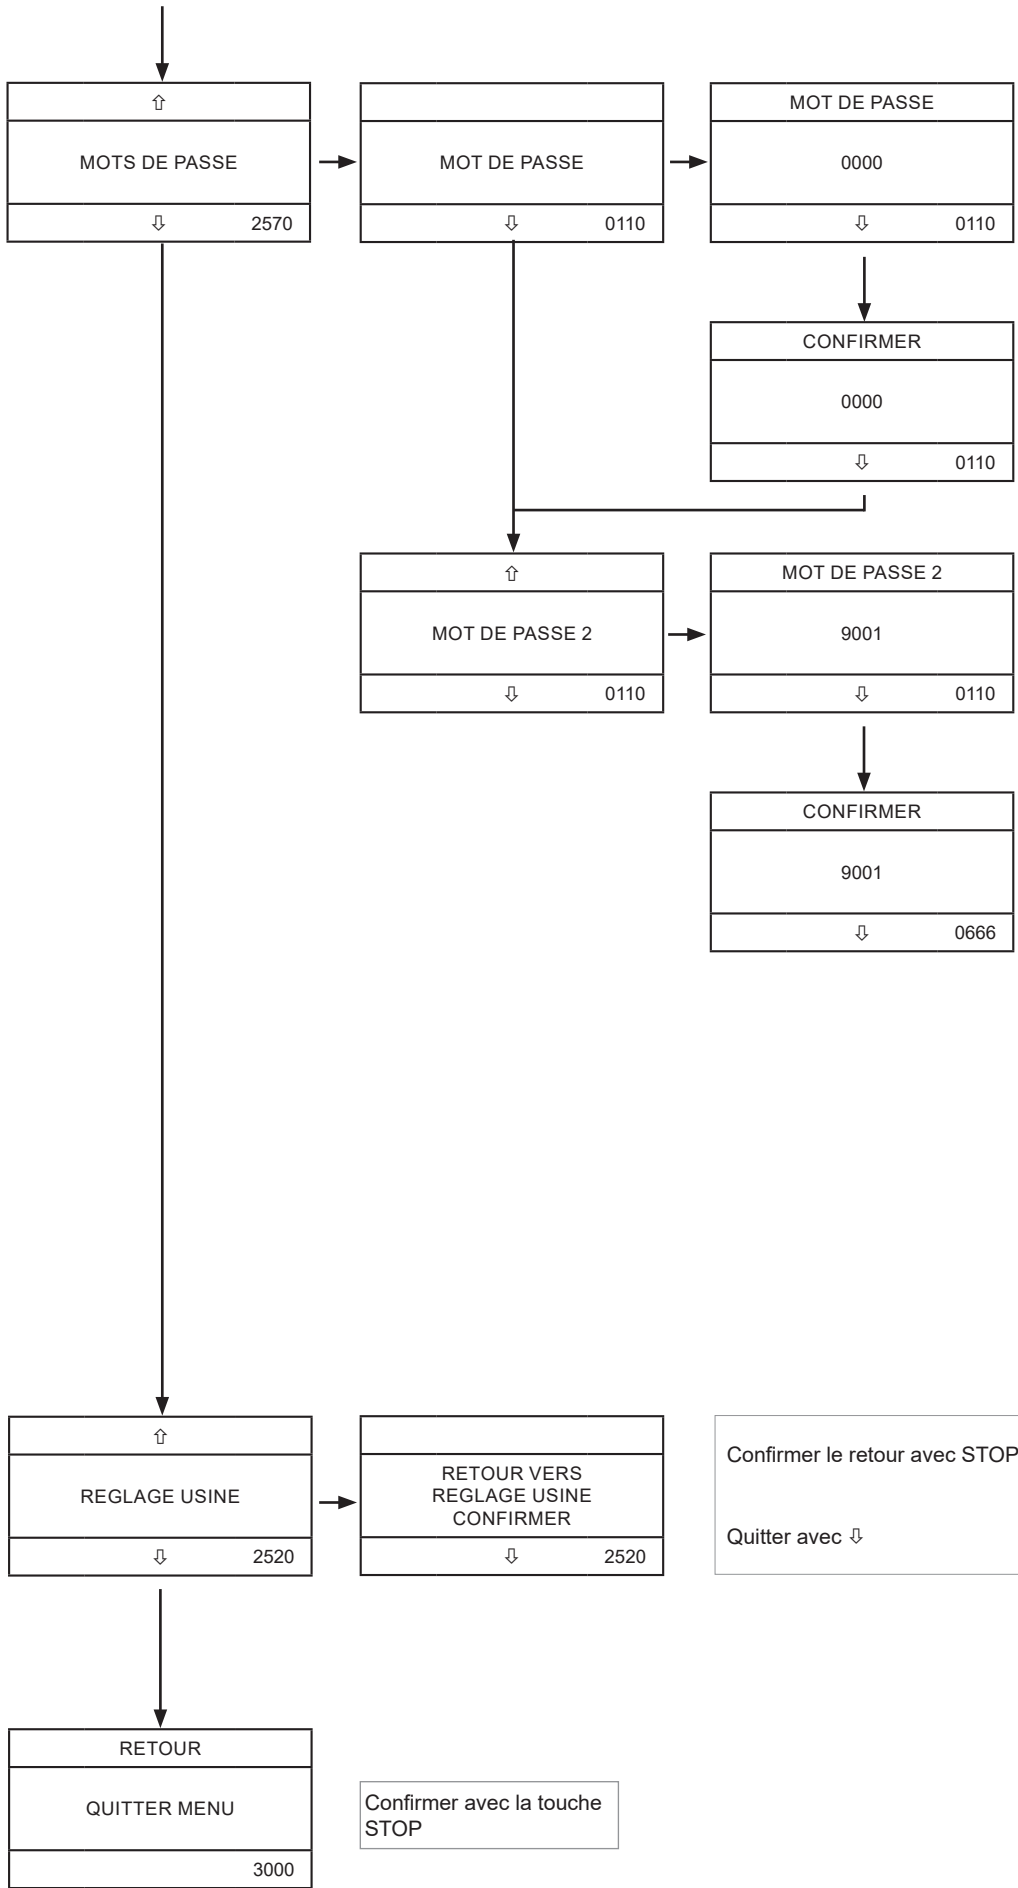 ⇧
MOTS DE PASSE
⇩ 2570
MOT DE PASSE
⇩ 0110
MOT DE PASSE
0000
⇩ 0110
CONFIRMER
0000
⇩ 0110
⇧
MOT DE PASSE 2
⇩ 0110
MOT DE PASSE 2
9001
⇩ 0110
CONFIRMER
9001
⇩ 0666
⇧
REGLAGE USINE
⇩ 2520
RETOUR VERS
REGLAGE USINE
CONFIRMER
⇩ 2520
Confirmer le retour avec STOP
Quitter avec ⇩
RETOUR
QUITTER MENU
3000
Confirmer avec la touche
STOP